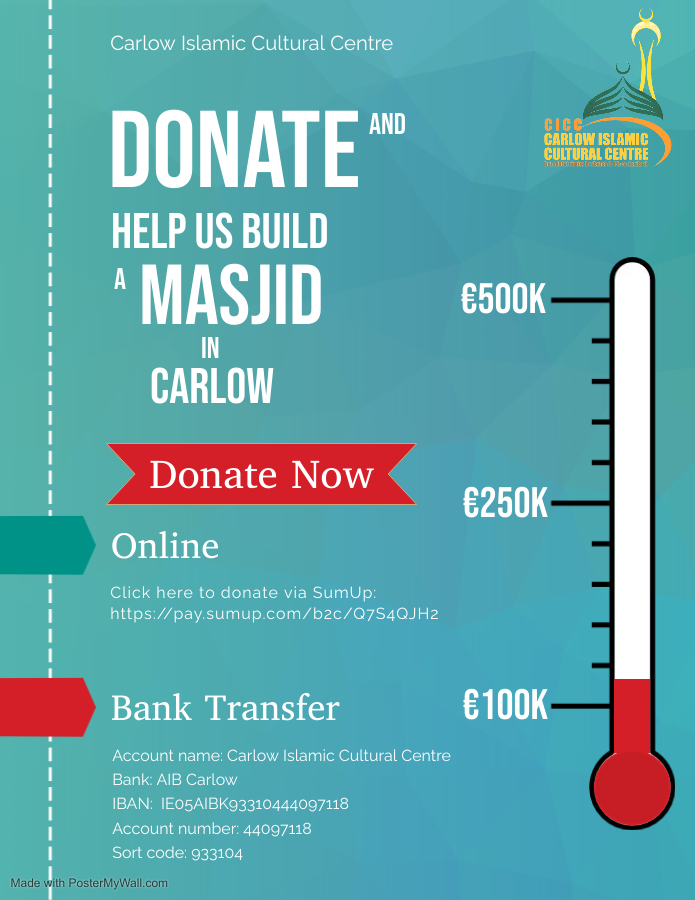 Carlow Islamic Cultural Centre
DONATE AND
HELP US BUILD
A MASJID
IN
CARLOW
CICC
CARLOW ISLAMIC
CULTURAL CENTRE
€500K
€250K
€100K
Donate Now
Online
Click here to donate via SumUp:
https://pay.sumup.com/b2c/Q7S4QJH2
Bank Transfer
Account name: Carlow Islamic Cultural Centre
Bank: AIB Carlow
IBAN: IE05AIBK93310444097118
Account number: 44097118
Sort code: 933104
Made with PosterMyWall.com